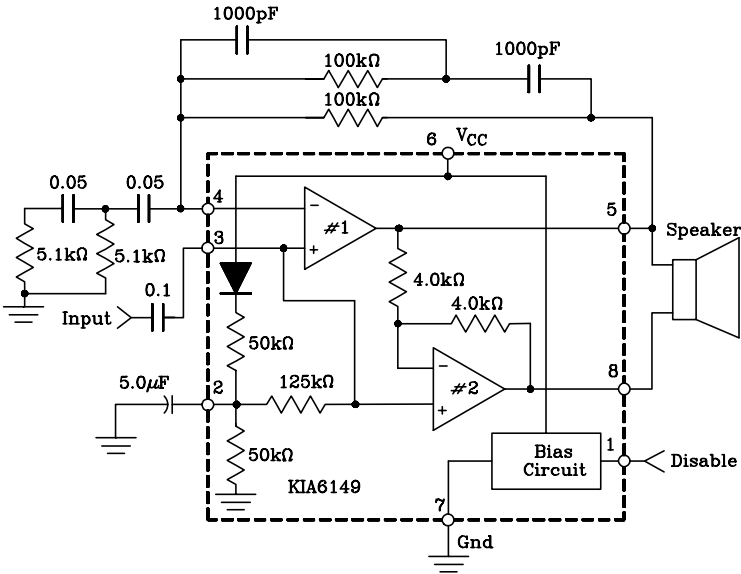 1000pF
1000pF
100kΩ
100kΩ
6 VCC
0.05 0.05
4
−
#1
+
5
Speaker
3
5.1kΩ 5.1kΩ
4.0kΩ
0.1
4.0kΩ
Input
50kΩ
−
#2
+
8
5.0μF
2
125kΩ
50kΩ
Bias
Circuit
1
Disable
KIA6149
7
Gnd